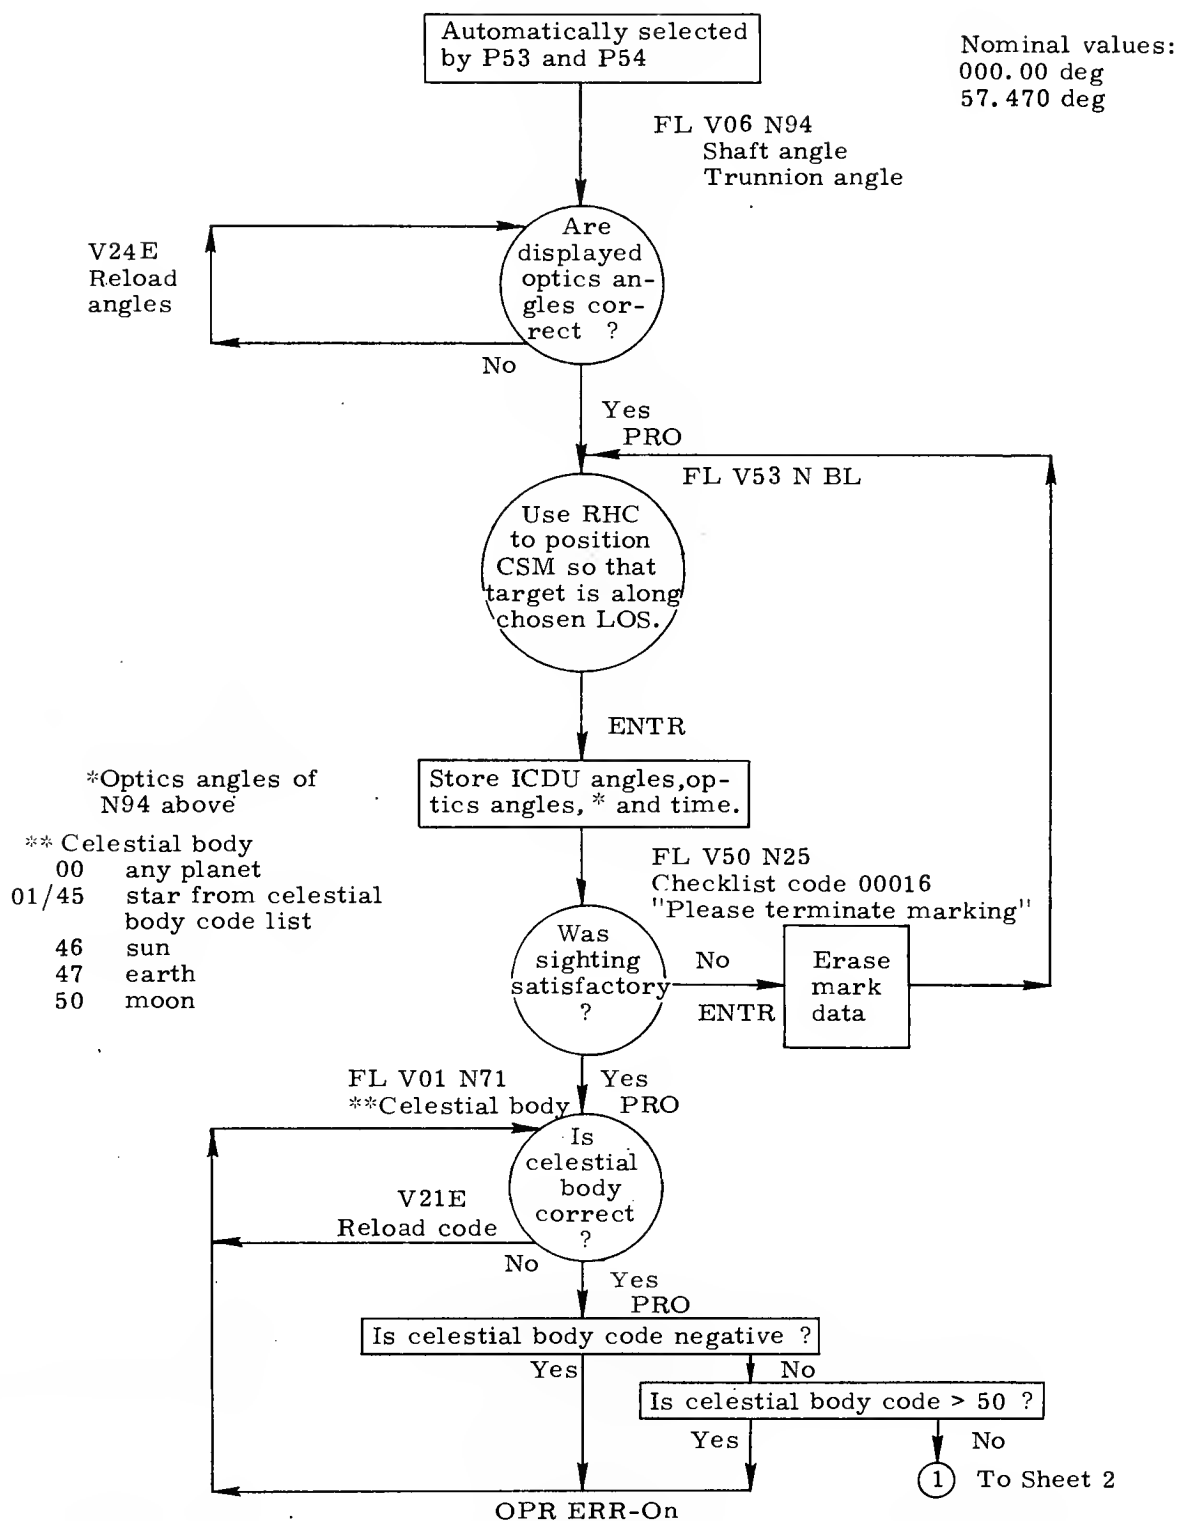 Automatically selected
by P53 and P54
Nominal values:
000.00 deg
57.470 deg
FL V06 N94
Shaft angle
Trunnion angle
Are
displayed
optics an-
gles cor-
rect ?
V24E
Reload
angles
No
Yes
PRO
FL V53 N BL
Use RHC
to position
CSM so that
target is along
chosen LOS.
ENTR
*Optics angles of
N94 above
Store ICDU angles, op-
tics angles, * and time.
** Celestial body
00 any planet
01/45 star from celestial
body code list
46 sun
47 earth
50 moon
FL V50 N25
Checklist code 00016
"Please terminate marking"
Was
sighting
satisfactory
?
No
ENTR
Erase
mark
data
Yes
PRO
FL V01 N71
**Celestial body
Is
celestial
body
correct
?
V21E
Reload code
No
Yes
PRO
Is celestial body code negative ?
Yes
No
Is celestial body code > 50 ?
Yes
No
1 To Sheet 2
OPR ERR-On